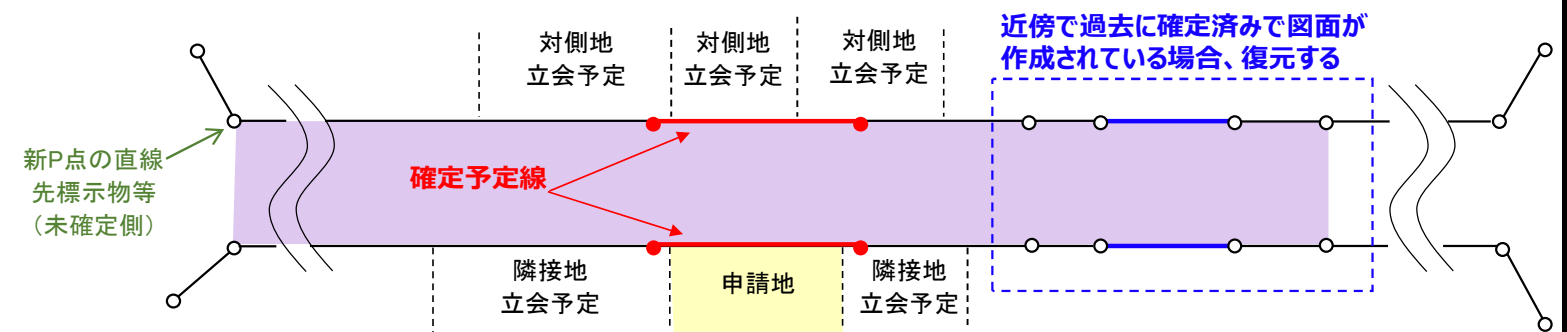 近傍で過去に確定済みで図面が
作成されている場合、復元する
対側地
立会予定
対側地
立会予定
対側地
立会予定
新P点の直線
先標示物等
（未確定側）
確定予定線
隣接地
立会予定
申請地
隣接地
立会予定